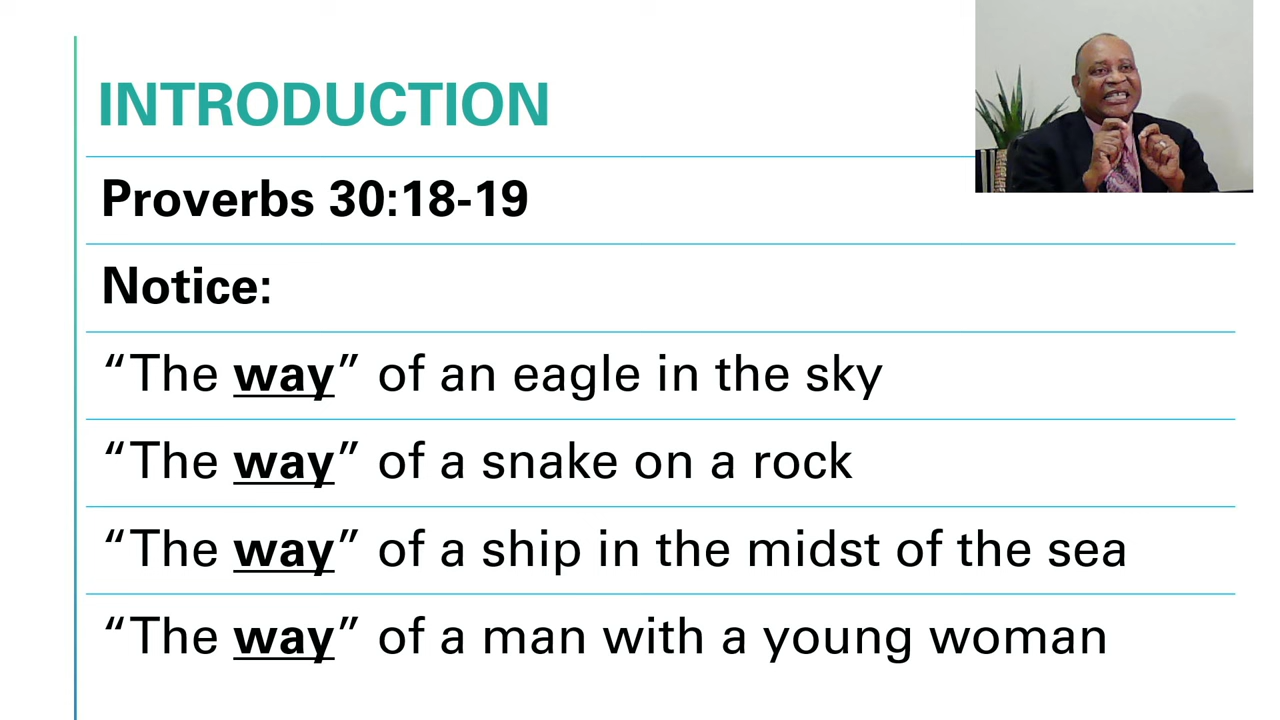 INTRODUCTION
Proverbs 30:18-19
Notice:
“The way” of an eagle in the sky
“The way” of a snake on a rock
“The way” of a ship in the midst of the sea
“The way” of a man with a young woman